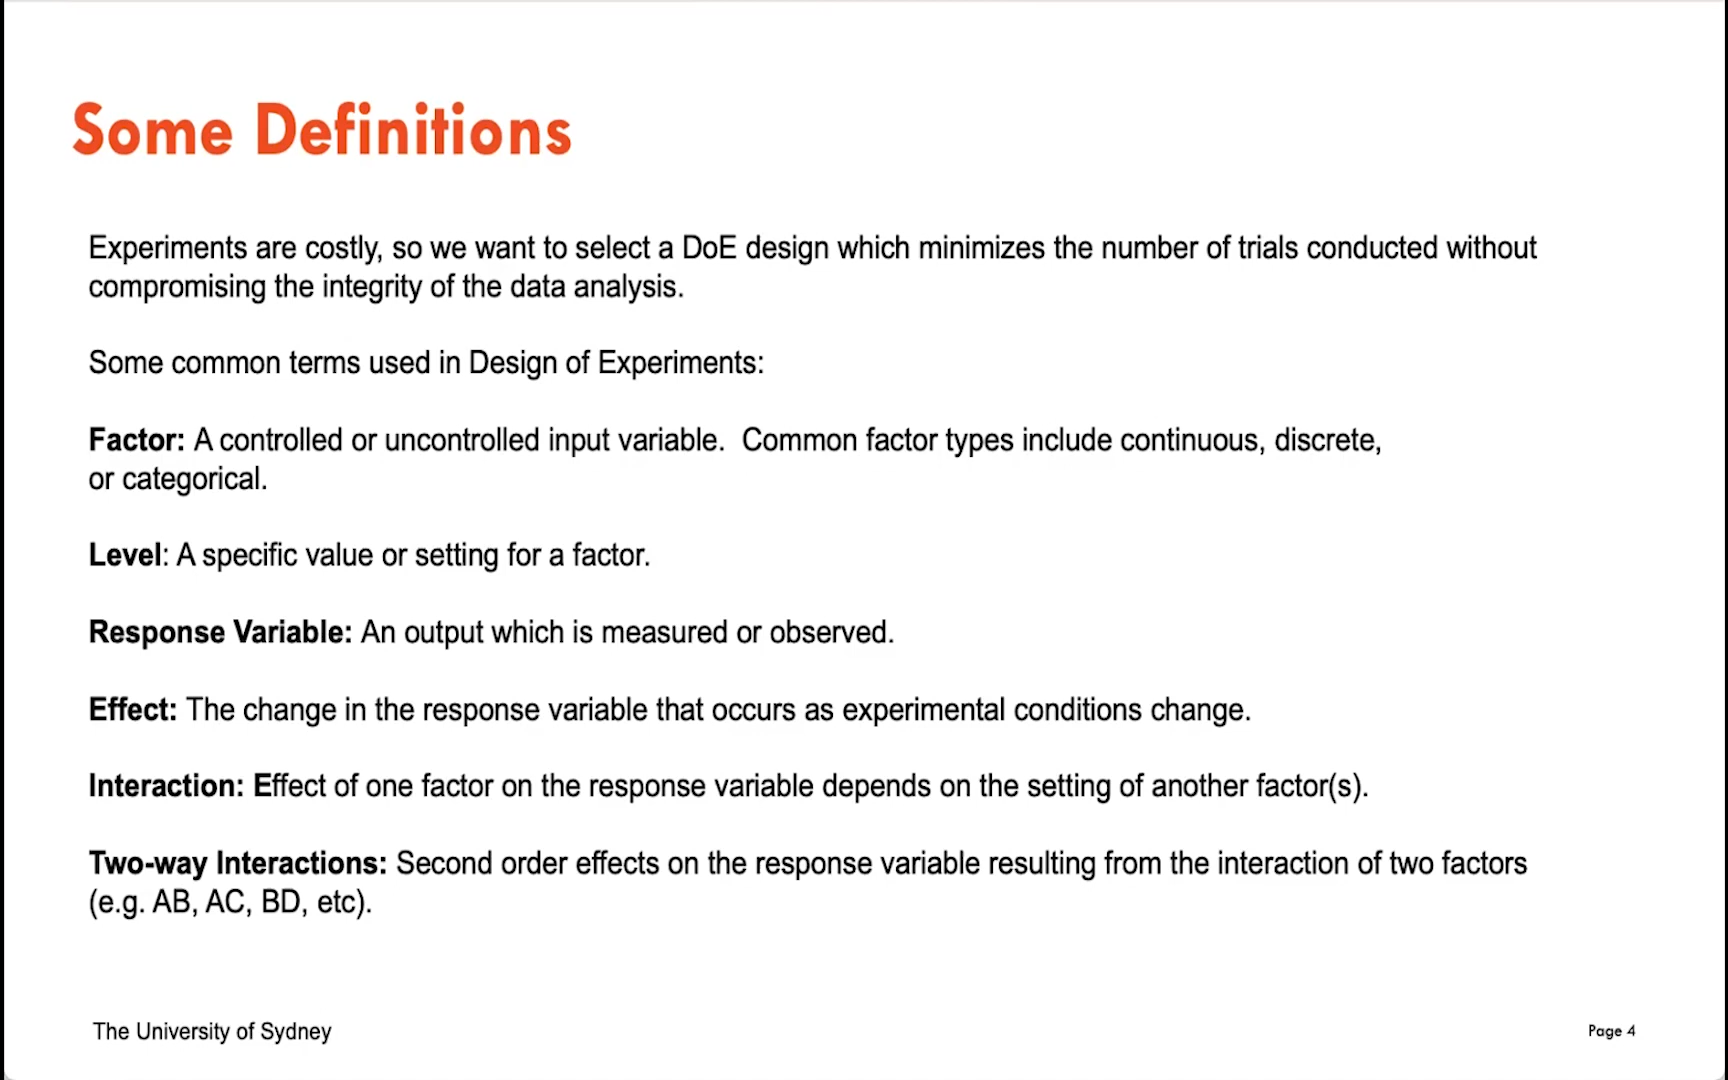 Some Definitions
Experiments are costly, so we want to select a DoE design which minimizes the number of trials conducted without
compromising the integrity of the data analysis.
Some common terms used in Design of Experiments:
Factor: A controlled or uncontrolled input variable.  Common factor types include continuous, discrete,
or categorical.
Level: A specific value or setting for a factor.
Response Variable: An output which is measured or observed.
Effect: The change in the response variable that occurs as experimental conditions change.
Interaction: Effect of one factor on the response variable depends on the setting of another factor(s).
Two-way Interactions: Second order effects on the response variable resulting from the interaction of two factors
(e.g. AB, AC, BD, etc).
The University of Sydney
Page 4